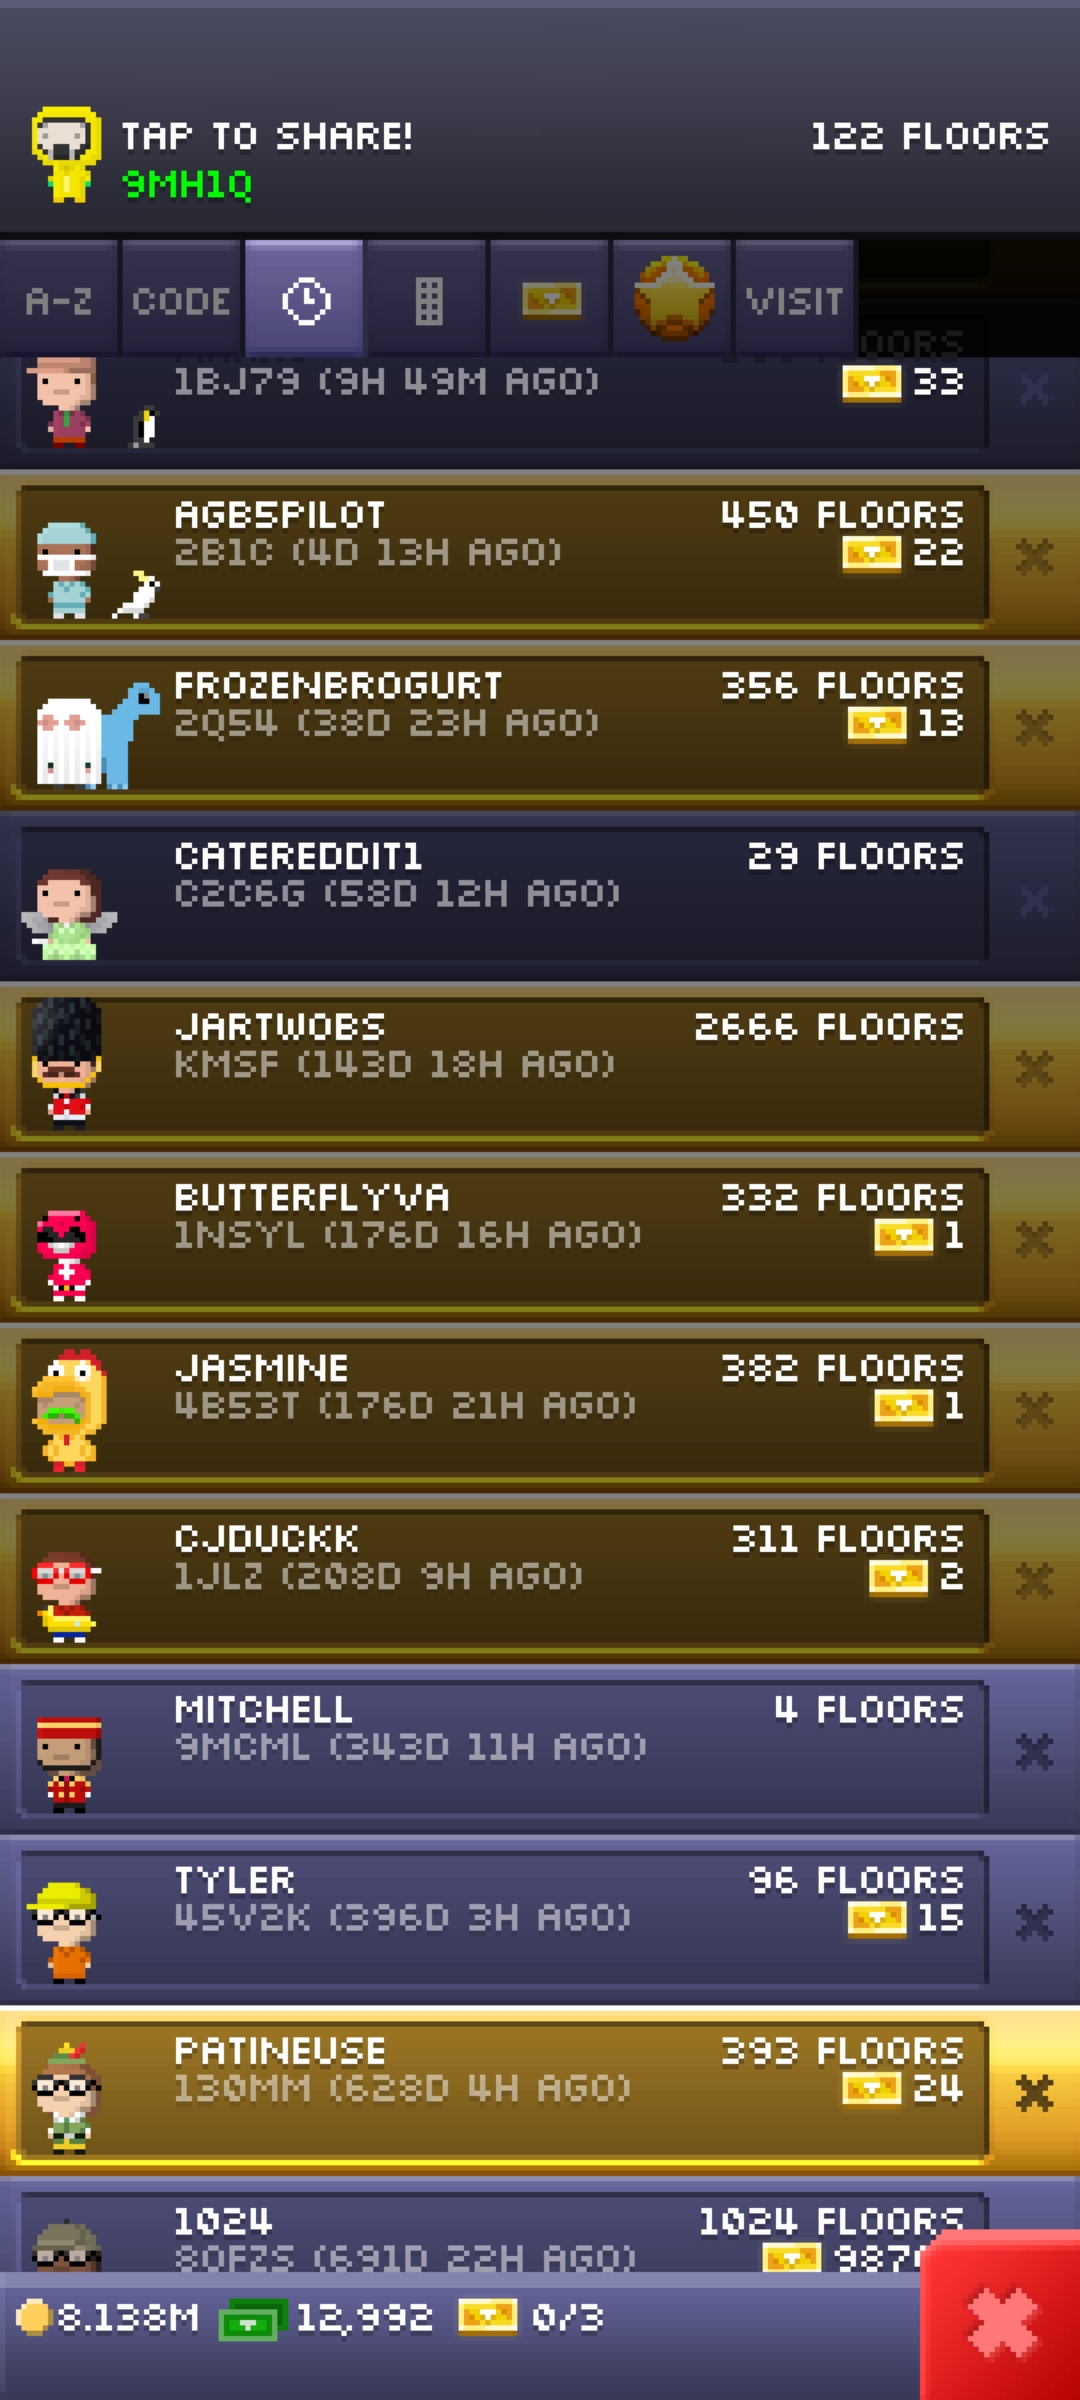 TAP TO SHARE! 122 FLOORS
9MH1Q
A-Z CODE VISIT
1BJ79 (9H 49M AGO) 33
AGB5PILOT 450 FLOORS
2B1C (4D 13H AGO) 22
FROZENBROGURT 356 FLOORS
2Q54 (38D 23H AGO) 13
CATEREDDIT1 29 FLOORS
C2C6G (58D 12H AGO)
JARTWOBS 2666 FLOORS
KMSF (143D 18H AGO)
BUTTERFLYVA 332 FLOORS
1NSYL (176D 16H AGO) 1
JASMINE 382 FLOORS
4B53T (176D 21H AGO) 1
CJDUCKK 311 FLOORS
1JLZ (208D 9H AGO) 2
MITCHELL 4 FLOORS
9MCML (343D 11H AGO)
TYLER 96 FLOORS
45V2K (396D 3H AGO) 15
PATINEUSE 393 FLOORS
130MM (628D 4H AGO) 24
1024 1024 FLOORS
8QFZS (691D 22H AGO)
8.138M 12,992 0/3